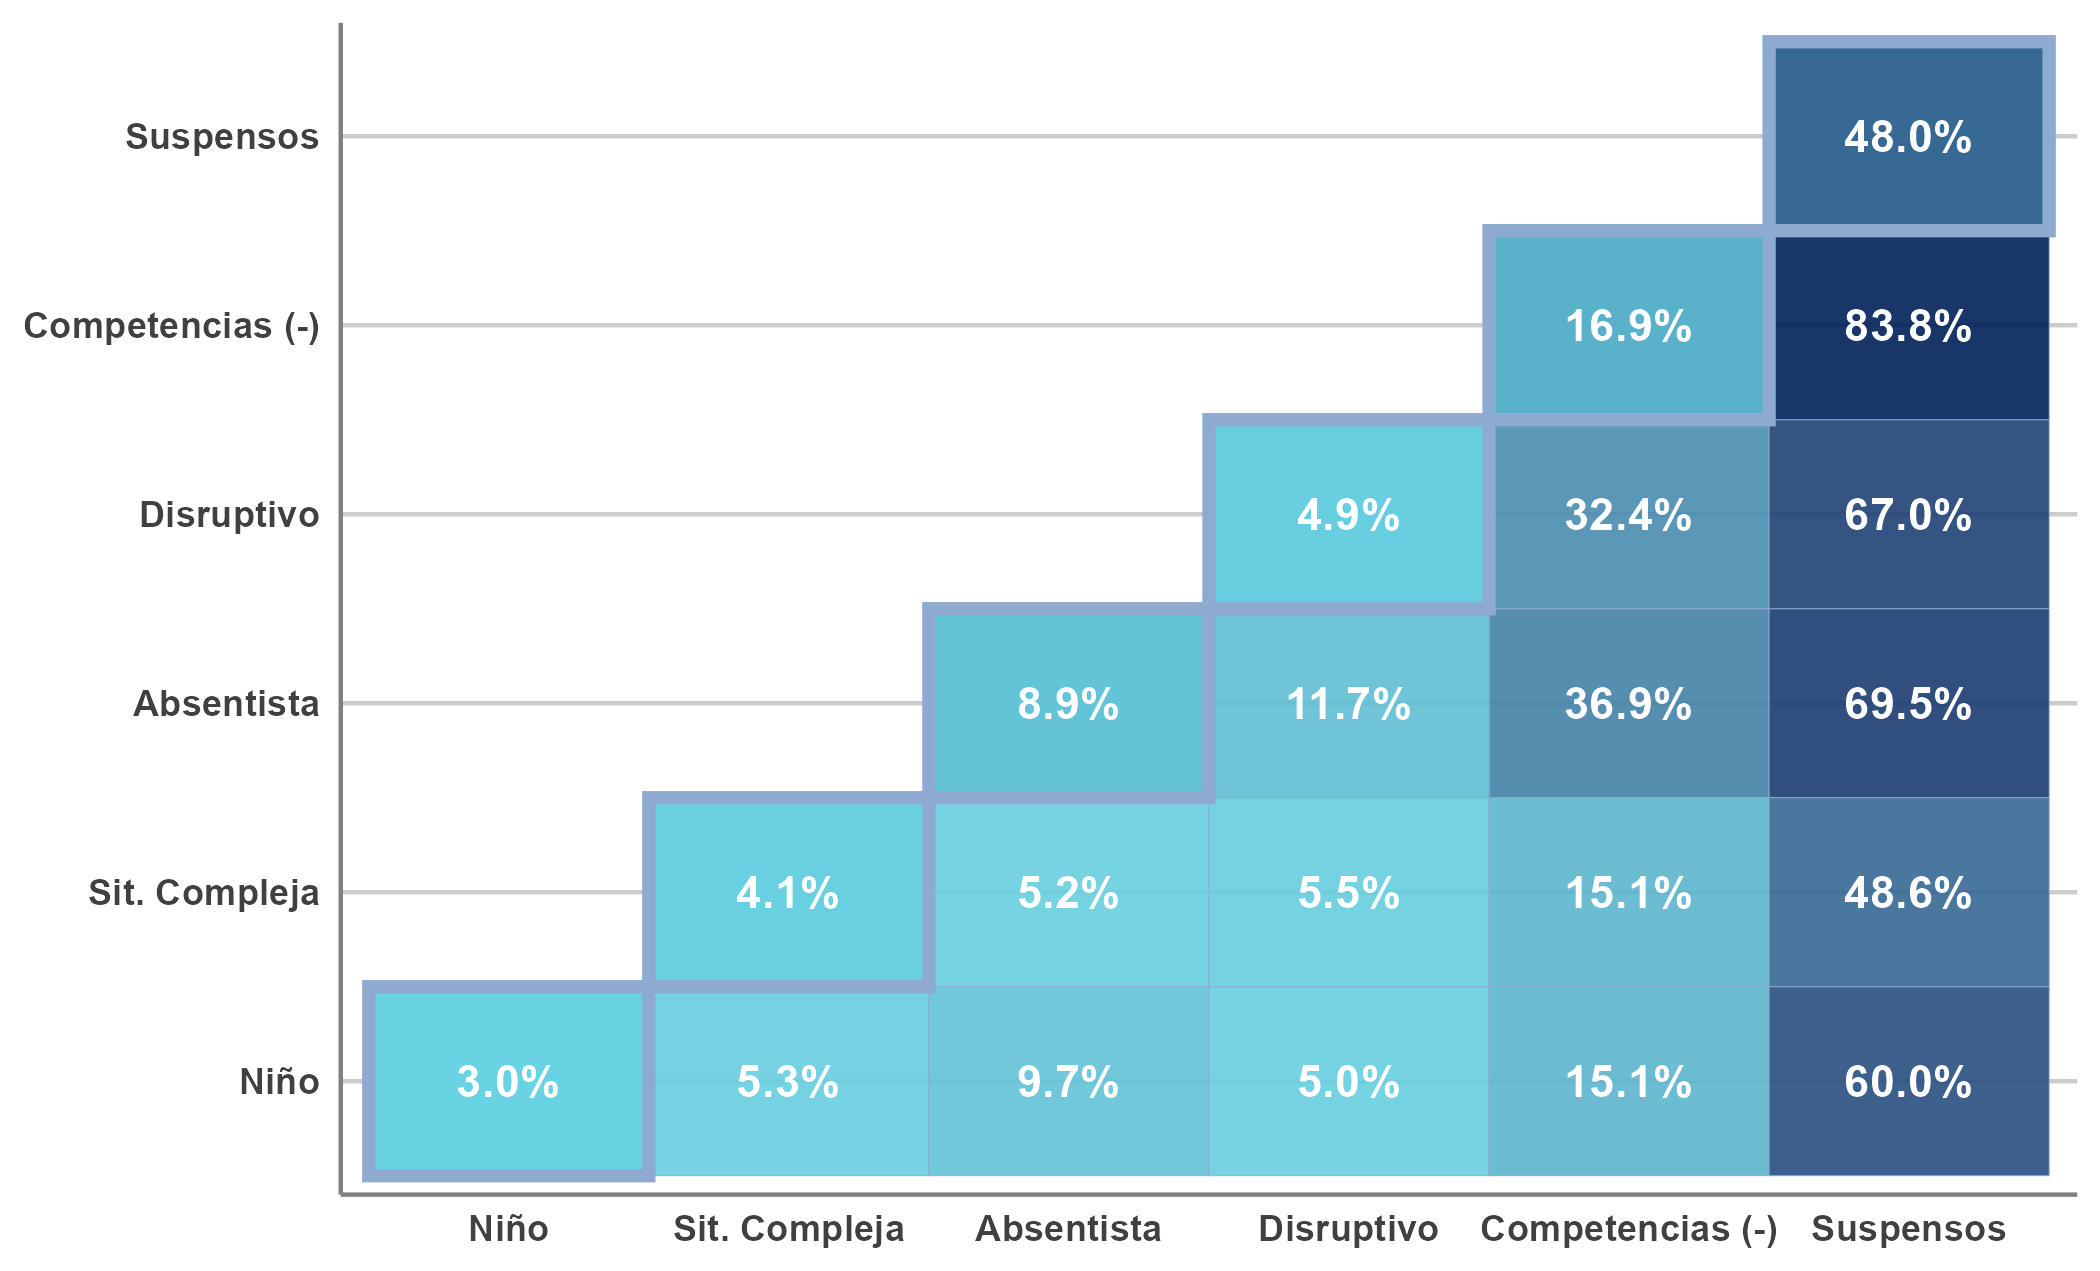 Suspensos 48.0%
Competencias (-) 16.9% 83.8%
Disruptivo 4.9% 32.4% 67.0%
Absentista 8.9% 11.7% 36.9% 69.5%
Sit. Compleja 4.1% 5.2% 5.5% 15.1% 48.6%
Niño 3.0% 5.3% 9.7% 5.0% 15.1% 60.0%
Niño Sit. Compleja Absentista Disruptivo Competencias (-) Suspensos